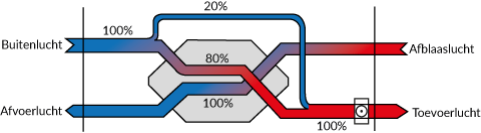 20%
100%
Buitenlucht
Afblaaslucht
80%
100%
Afvoerlucht
Toevoerlucht
100%